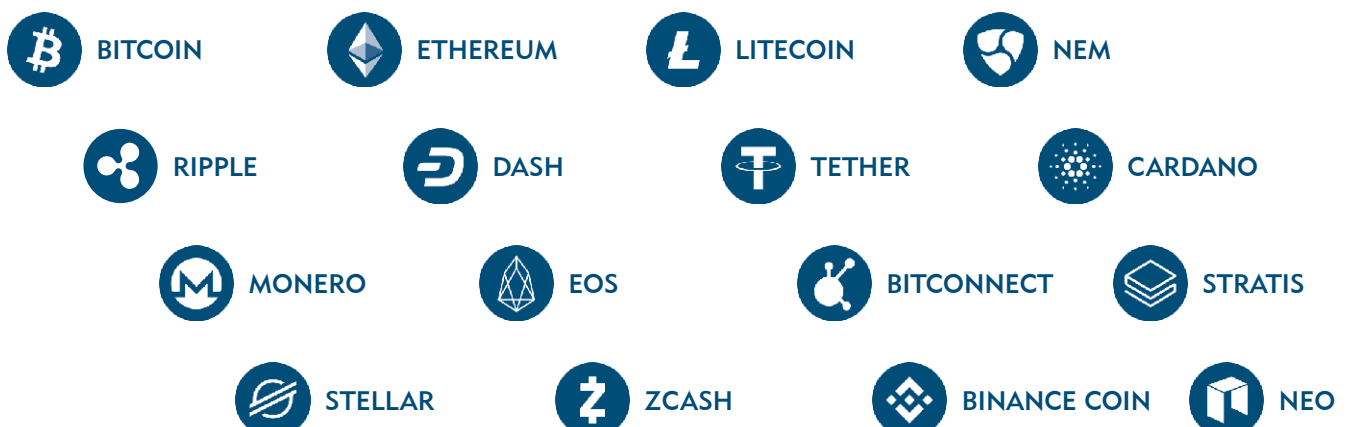 BITCOIN ETHEREUM LITECOIN NEM
RIPPLE DASH TETHER CARDANO
MONERO EOS BITCONNECT STRATIS
STELLAR ZCASH BINANCE COIN NEO